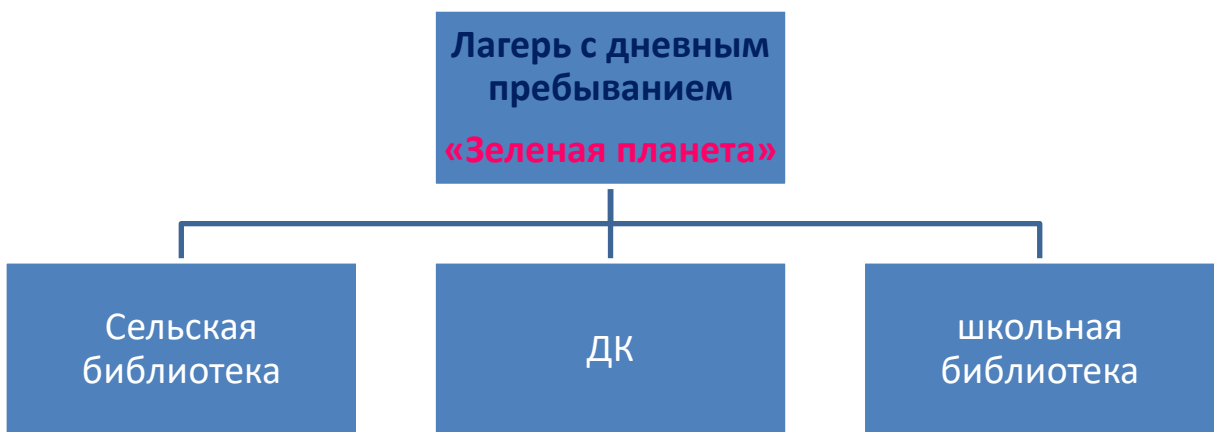 Лагерь с дневным
пребыванием
«Зеленая планета»
Сельская
библиотека
ДК
школьная
библиотека